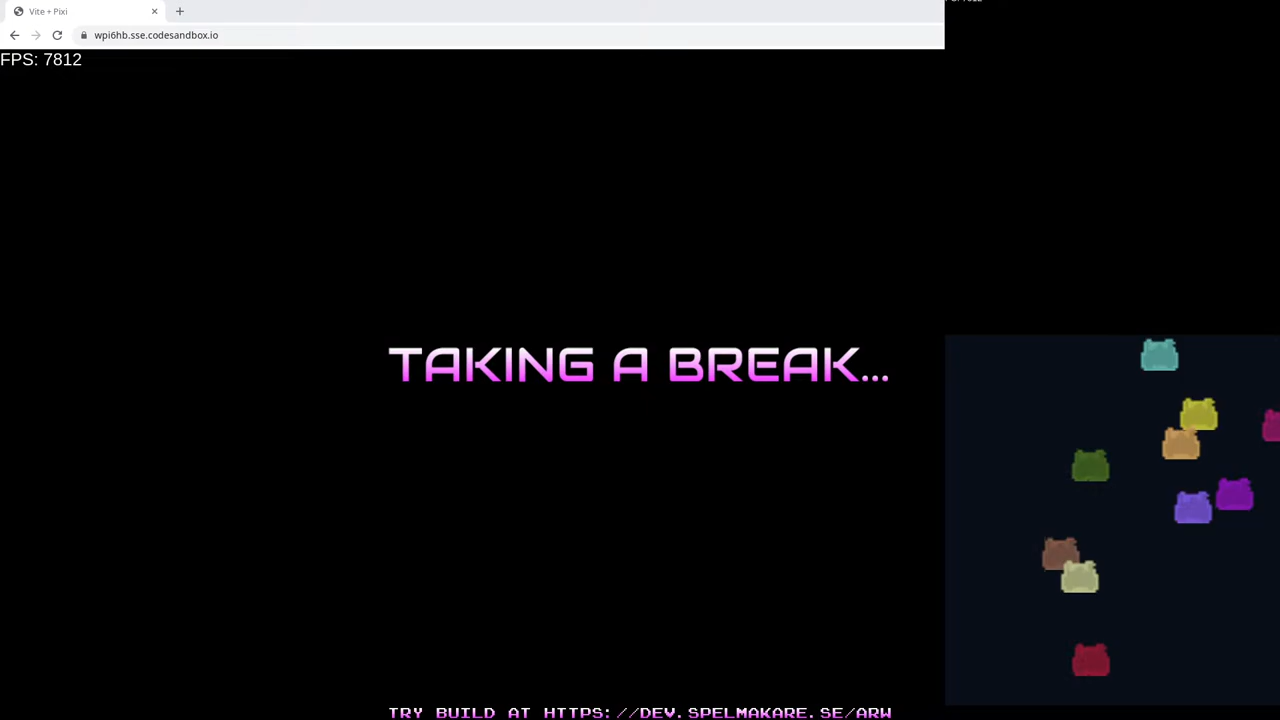 Vite + Pixi
wpi6hb.sse.codesandbox.io
FPS: 7812
TAKING A BREAK...
TRY BUILD AT HTTPS://DEV.SPELMAKARE.SE/ARW